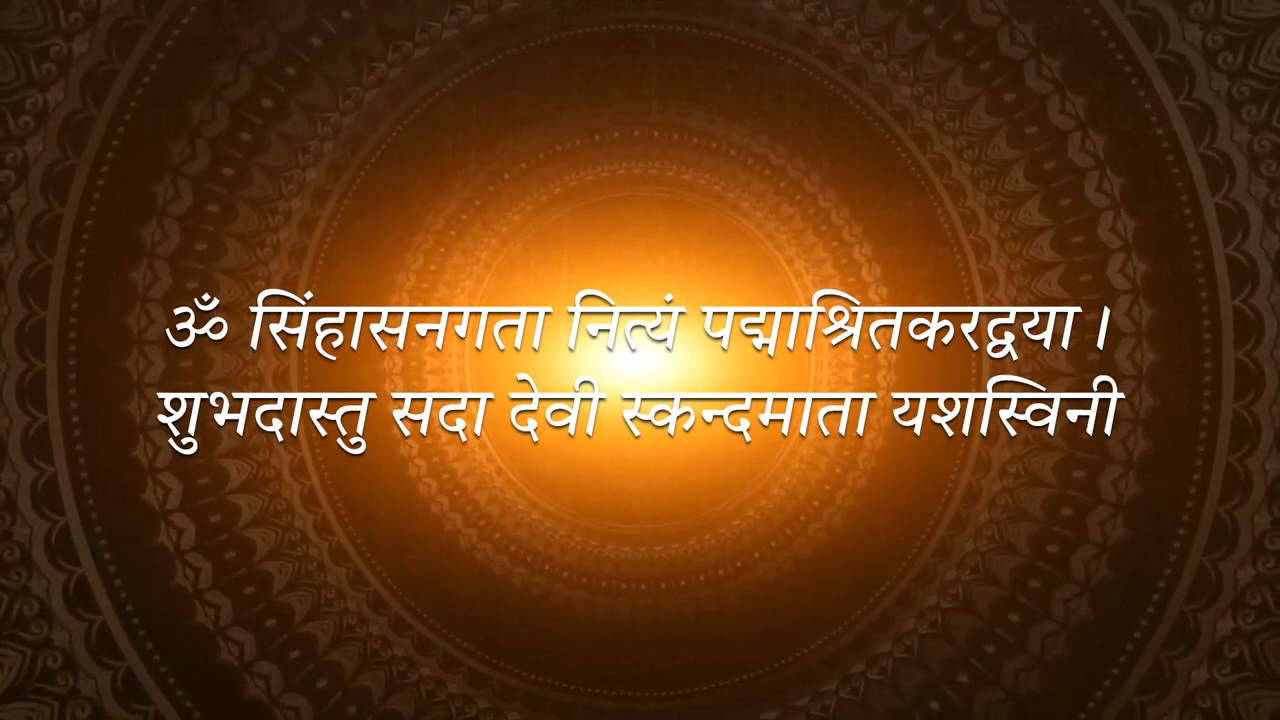 ॐ सिंहासनगता नित्यं पद्माश्रितकरद्वया ।
शुभदास्तु सदा देवी स्कन्दमाता यशस्विनी